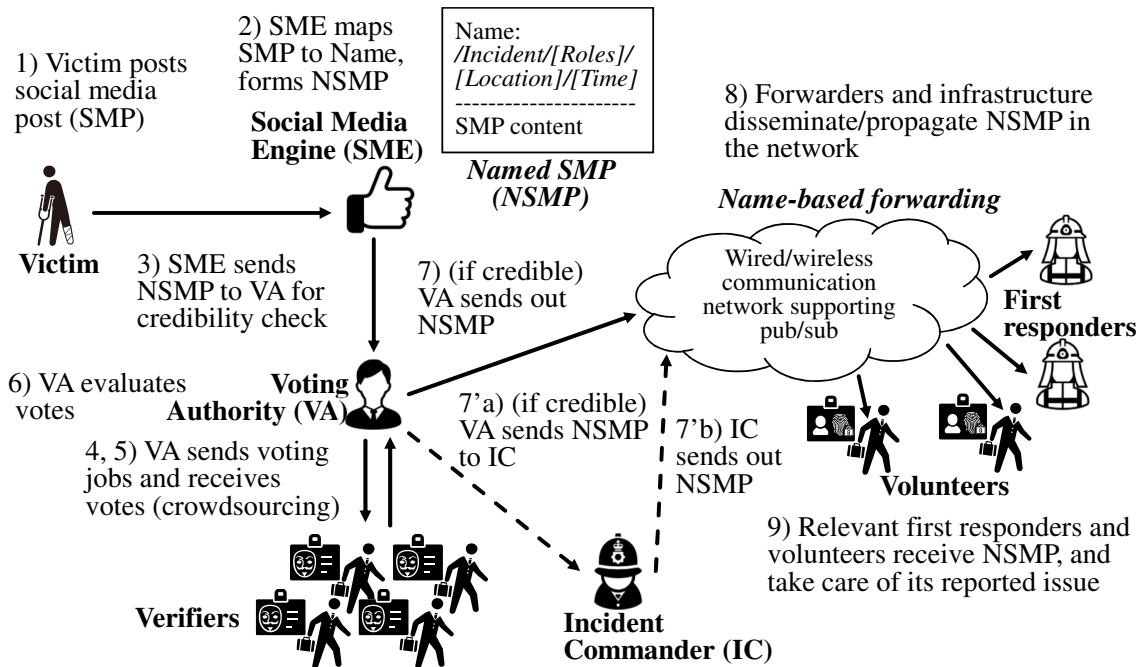 1) Victim posts
social media
post (SMP)
Victim
2) SME maps
SMP to Name,
forms NSMP
Social Media
Engine (SME)
Name:
/Incident/[Roles]/
[Location]/[Time]
-----------------------
SMP content
Named SMP
(NSMP)
3) SME sends
NSMP to VA for
credibility check
Voting
Authority (VA)
4, 5) VA sends voting
jobs and receives
votes (crowdsourcing)
Verifiers
6) VA evaluates
votes
7) (if credible)
VA sends out
NSMP
7’a) (if credible)
VA sends NSMP
to IC
Incident
Commander (IC)
7’b) IC
sends out
NSMP
8) Forwarders and infrastructure
disseminate/propagate NSMP in
the network
Name-based forwarding
Wired/wireless
communication
network supporting
pub/sub
First
responders
Volunteers
9) Relevant first responders and
volunteers receive NSMP, and
take care of its reported issue